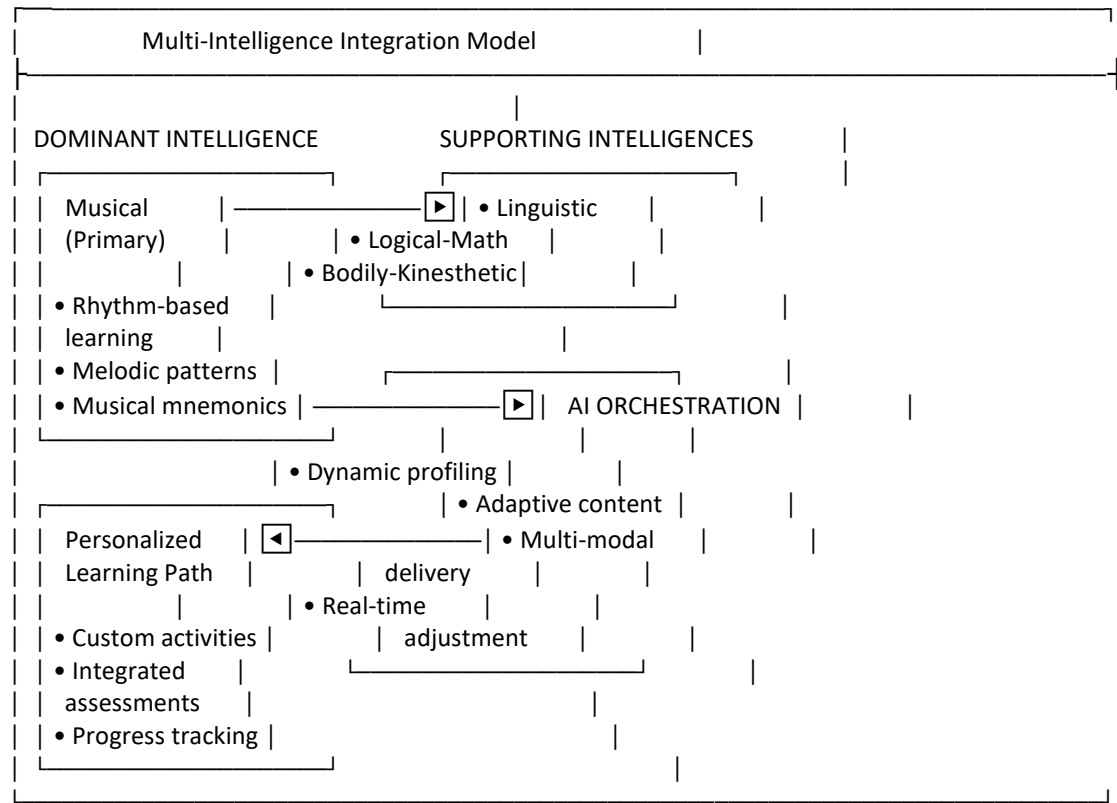 Multi-Intelligence Integration Model
DOMINANT INTELLIGENCE SUPPORTING INTELLIGENCES
Musical • Linguistic
(Primary) • Logical-Math
• Bodily-Kinesthetic
• Rhythm-based
learning
• Melodic patterns
• Musical mnemonics AI ORCHESTRATION
• Dynamic profiling
• Adaptive content
Personalized • Multi-modal
Learning Path delivery
• Real-time
• Custom activities adjustment
• Integrated
assessments
• Progress tracking